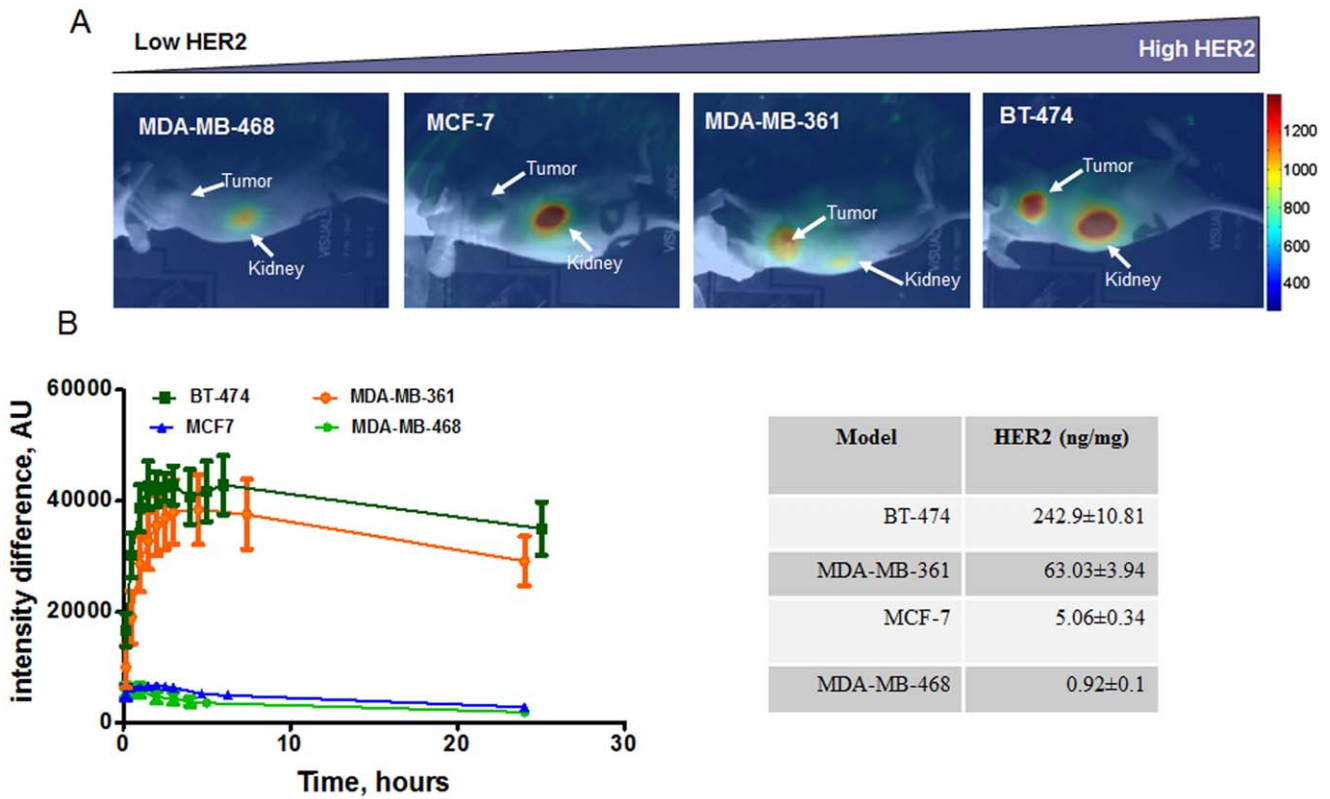 A
Low HER2
High HER2
MDA-MB-468
Tumor
Kidney
MCF-7
Tumor
Kidney
MDA-MB-361
Tumor
Kidney
BT-474
Tumor
Kidney
1200
1000
800
600
400
B
60000
40000
20000
0
intensity difference, AU
BT-474
MDA-MB-361
MCF7
MDA-MB-468
0 10 20 30
Time, hours
Model HER2 (ng/mg)
BT-474 242.9±10.81
MDA-MB-361 63.03±3.94
MCF-7 5.06±0.34
MDA-MB-468 0.92±0.1